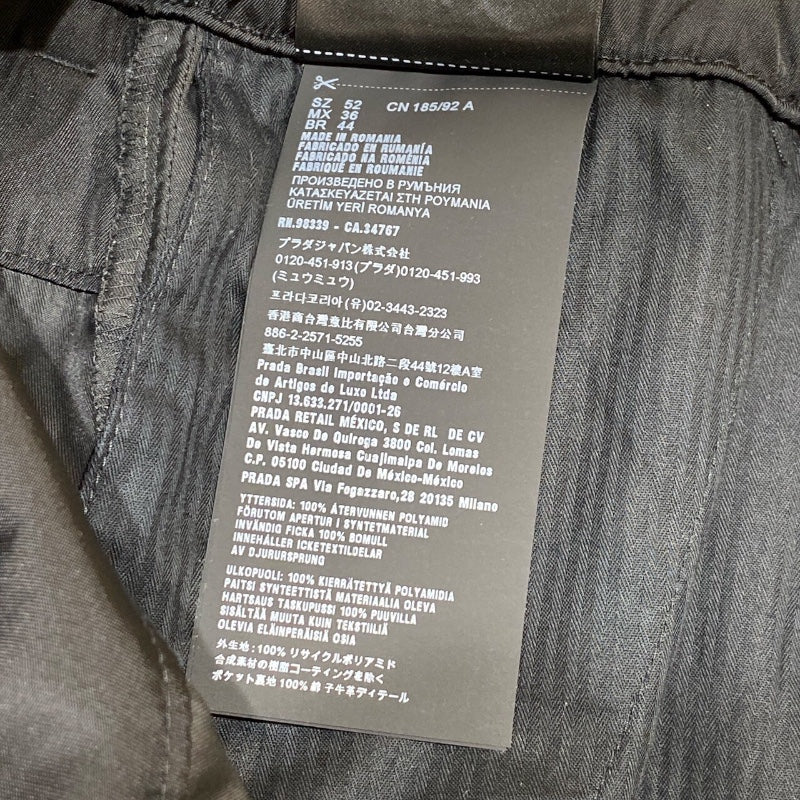 SZ 52 CN 185/92 A
MX 36
BR 44
MADE IN ROMANIA
FABRICADO EN RUMANÍA
FABRICADO NA ROMÉNIA
FABRIQUÉ EN ROUMANIE
ПРОИЗВЕДЕНО В РУМЪНИЯ
ΚΑΤΑΣΚΕΥΑΖΕΤΑΙ ΣΤΗ ΡΟΥΜΑΝΙΑ
ÜRETİM YERİ ROMANYA
RN.98339 - CA.34767
プラダジャパン株式会社
0120-451-913(プラダ)0120-451-993
(ミュウミュウ)
프라다코리아(유)02-3443-2323
香港商台灣意比有限公司台灣分公司
886-2-2571-5255
臺北市中山區中山北路二段44號12樓A室
Prada Brasil Importação e Comércio
de Artigos de Luxo Ltda
CNPJ 13.633.271/0001-26
PRADA RETAIL MÉXICO, S DE RL DE CV
AV. Vasco De Quiroga 3800 Col. Lomas
De Vista Hermosa Cuajimalpa De Morelos
C.P. 05100 Ciudad De México-México
PRADA SPA Via Fogazzaro,28 20135 Milano
YTTERSIDA: 100% ÅTERVUNNEN POLYAMID
FÖRUTOM APERTUR I SYNTETMATERIAL
INVÄNDIG FICKA 100% BOMULL
INNEHÅLLER ICKETEXTILDELAR
AV DJURURSPRUNG
ULKOPUOLI: 100% KIERRÄTETTYÄ POLYAMIDIA
PAITSI SYNTEETTISTÄ MATERIAALIA OLEVA
HARTSAUS TASKUPUSSI 100% PUUVILLA
SISÄLTÄÄ MUUTA KUIN TEKSTIILIÄ
OLEVIA ELÄINPERÄISIÄ OSIA
外生地:100% リサイクルポリアミド
合成素材の樹脂コーティングを除く
ポケット裏地100% 綿 子牛革ディテール